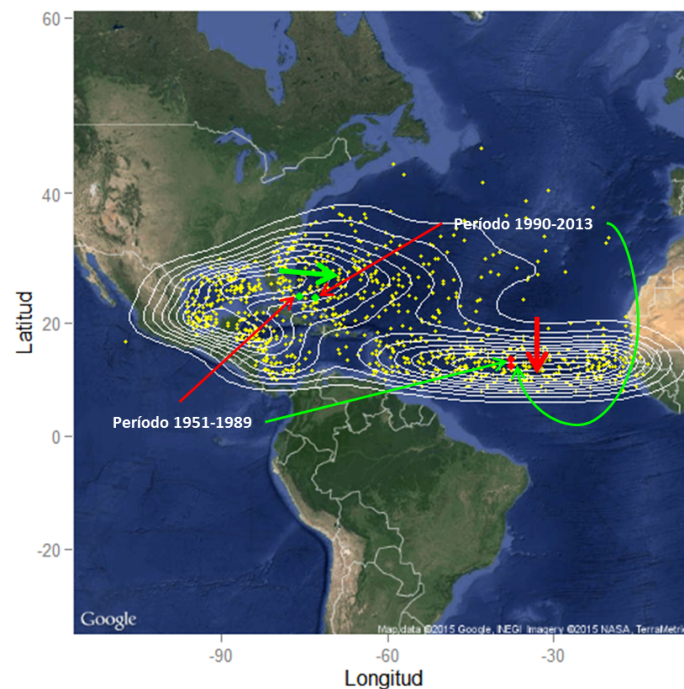 60
40
Período 1990-2013
Latitud
20
Período 1951-1989
0
-20
Google
Map data ©2015 Google, INEGI Imagery ©2015 NASA, TerraMetric
-90
-60
-30
Longitud